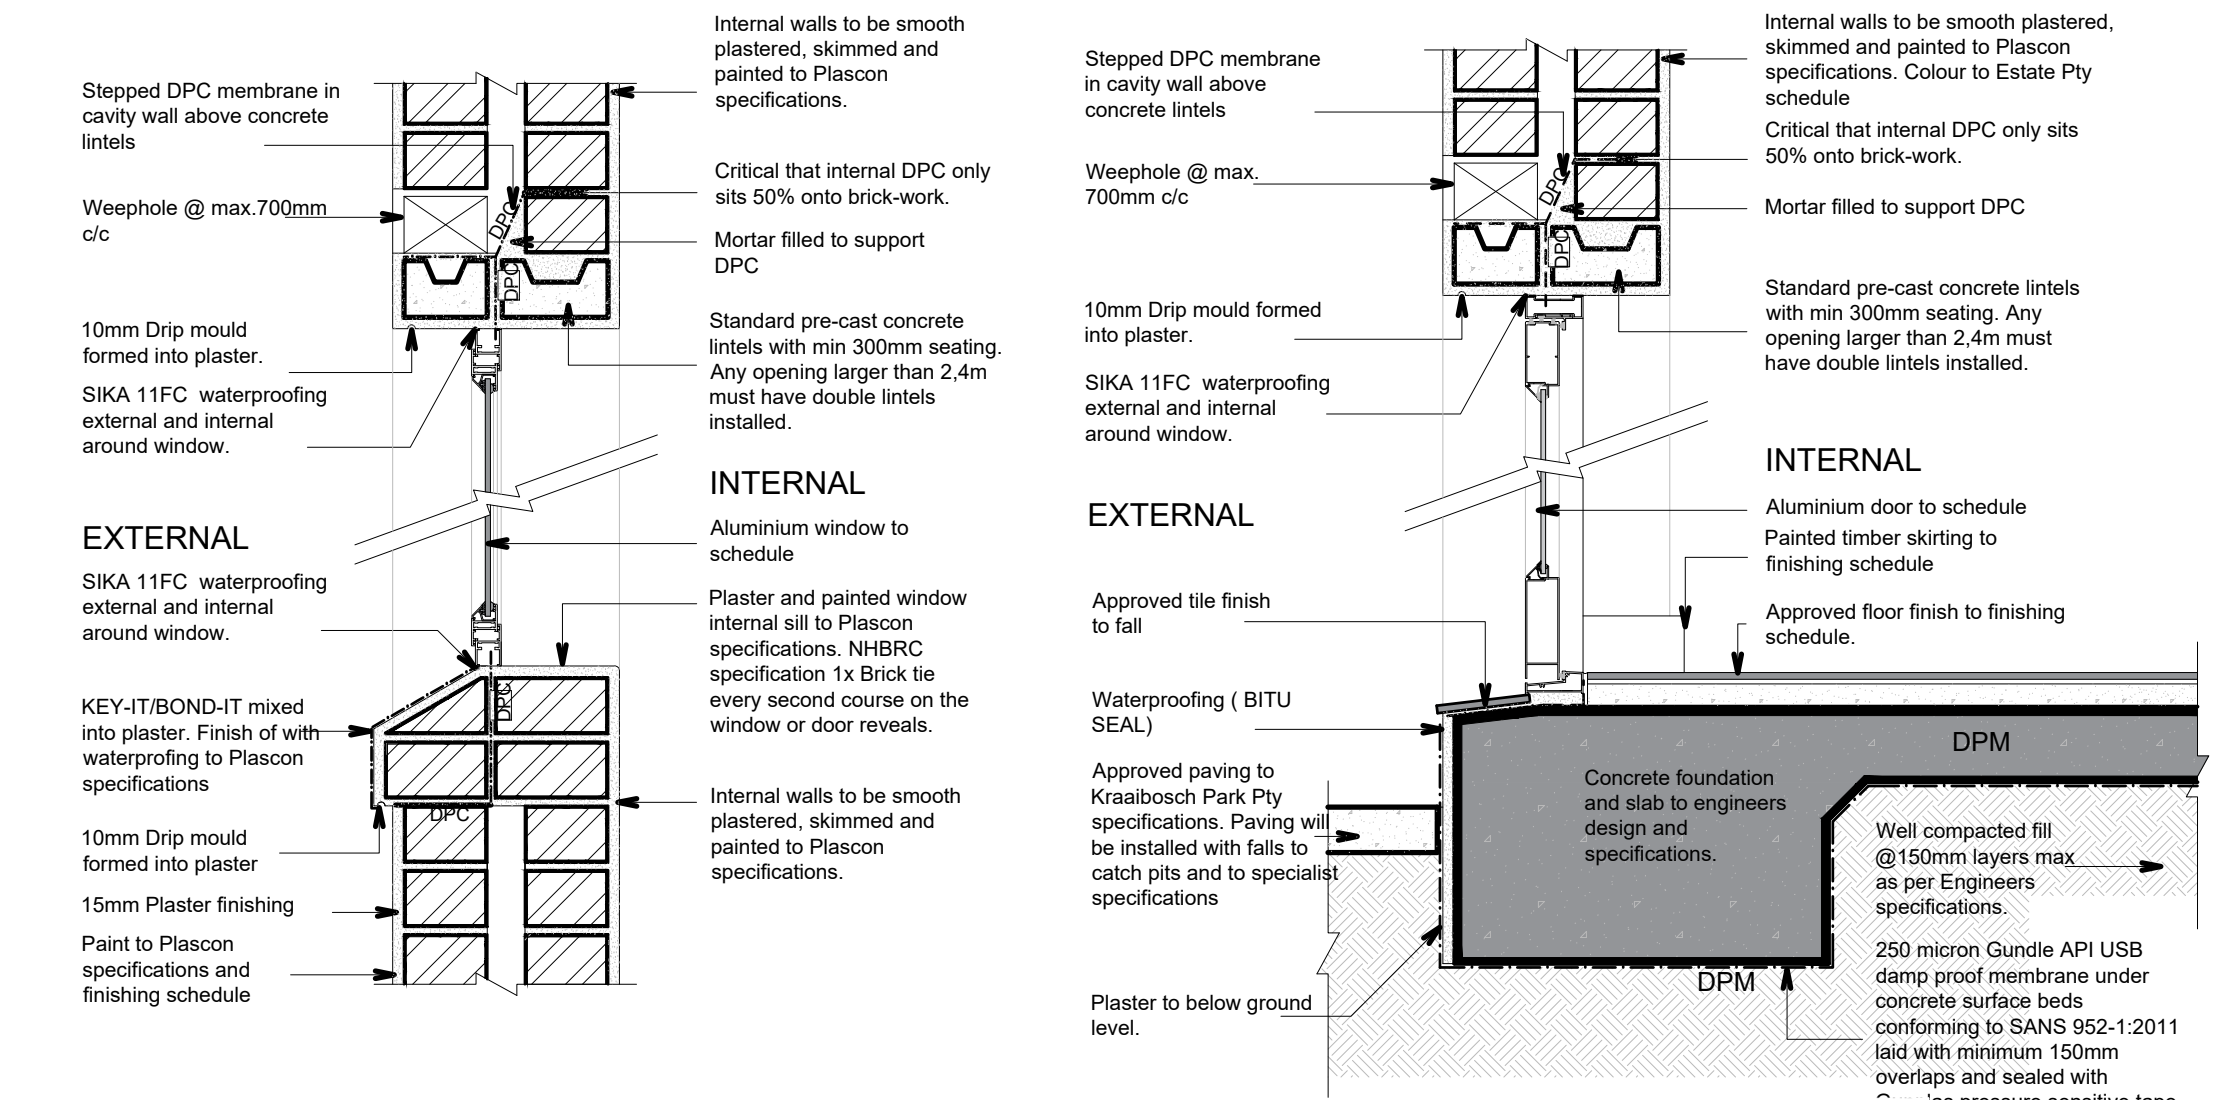 Internal walls to be smooth
plastered, skimmed and
painted to Plascon
specifications.
Stepped DPC membrane in
cavity wall above concrete
lintels
Critical that internal DPC only
sits 50% onto brick-work.
Weephole @ max.700mm
c/c
Mortar filled to support
DPC
DPC
DPC
10mm Drip mould
formed into plaster.
Standard pre-cast concrete
lintels with min 300mm seating.
Any opening larger than 2,4m
must have double lintels
installed.
SIKA 11FC  waterproofing
external and internal
around window.
INTERNAL
EXTERNAL
Aluminium window to
schedule
SIKA 11FC  waterproofing
external and internal
around window.
Plaster and painted window
internal sill to Plascon
specifications. NHBRC
specification 1x Brick tie
every second course on the
window or door reveals.
KEY-IT/BOND-IT mixed
into plaster. Finish of with
waterprofing to Plascon
specifications
DPC
DPC
Internal walls to be smooth
plastered, skimmed and
painted to Plascon
specifications.
10mm Drip mould
formed into plaster
15mm Plaster finishing
Paint to Plascon
specifications and
finishing schedule
Internal walls to be smooth plastered,
skimmed and painted to Plascon
specifications. Colour to Estate Pty
schedule
Stepped DPC membrane
in cavity wall above
concrete lintels
Critical that internal DPC only sits
50% onto brick-work.
Weephole @ max.
700mm c/c
Mortar filled to support DPC
DPC
DPC
10mm Drip mould formed
into plaster.
Standard pre-cast concrete lintels
with min 300mm seating. Any
opening larger than 2,4m must
have double lintels installed.
SIKA 11FC  waterproofing
external and internal
around window.
INTERNAL
EXTERNAL
Aluminium door to schedule
Painted timber skirting to
finishing schedule
Approved tile finish
to fall
Approved floor finish to finishing
schedule.
Waterproofing ( BITU
SEAL)
DPM
Approved paving to
Kraaibosch Park Pty
specifications. Paving will
be installed with falls to
catch pits and to specialist
specifications
Concrete foundation
and slab to engineers
design and
specifications.
Well compacted fill
@150mm layers max
as per Engineers
specifications.
DPM
Plaster to below ground
level.
250 micron Gundle API USB
damp proof membrane under
concrete surface beds
conforming to SANS 952-1:2011
laid with minimum 150mm
overlaps and sealed with
pressure sensitive tape